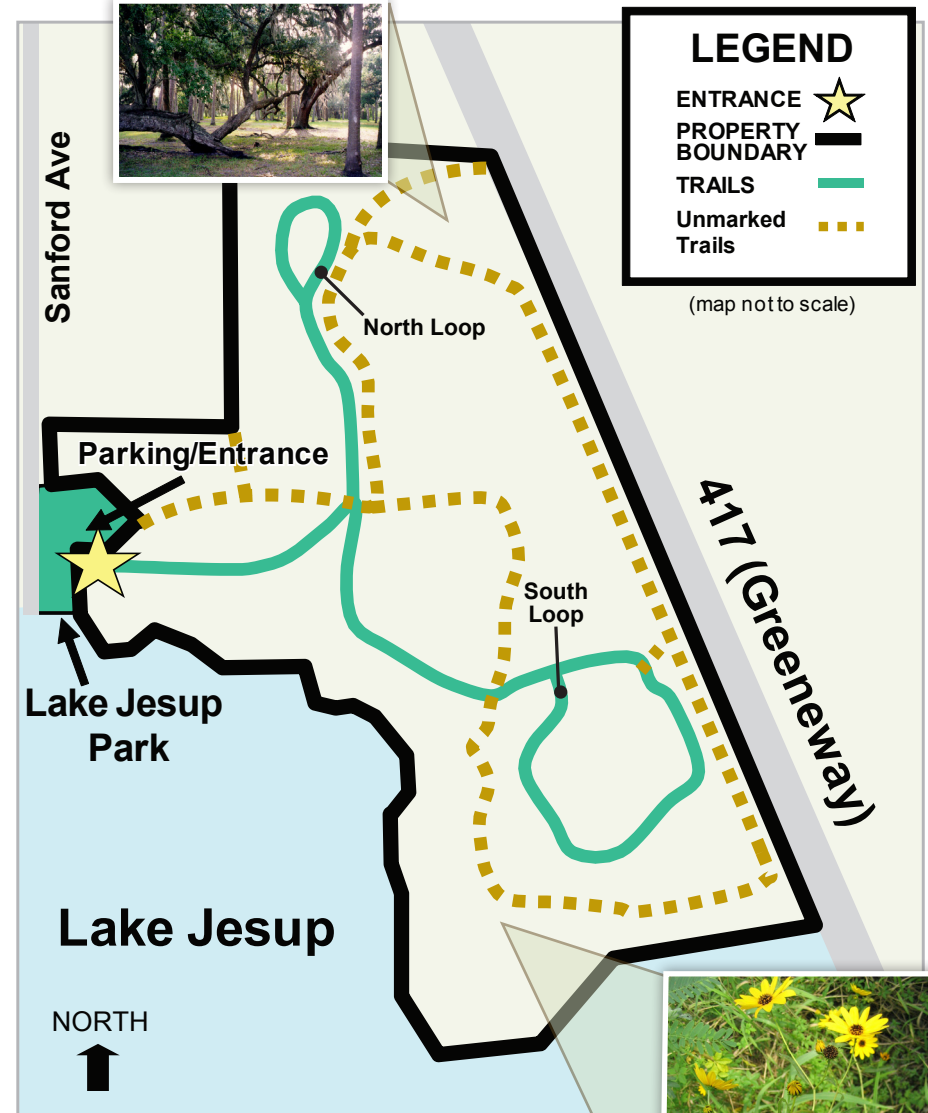 LEGEND
ENTRANCE
PROPERTY
BOUNDARY
TRAILS
Unmarked
Trails
(map not to scale)
Sanford Ave
North Loop
Parking/Entrance
417 (Greeneway)
South
Loop
Lake Jesup
Park
Lake Jesup
NORTH